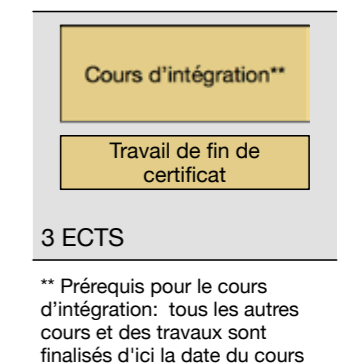 Cours d'intégration**
Travail de fin de
certificat
3 ECTS
** Prérequis pour le cours
d'intégration: tous les autres
cours et des travaux sont
finalisés d'ici la date du cours